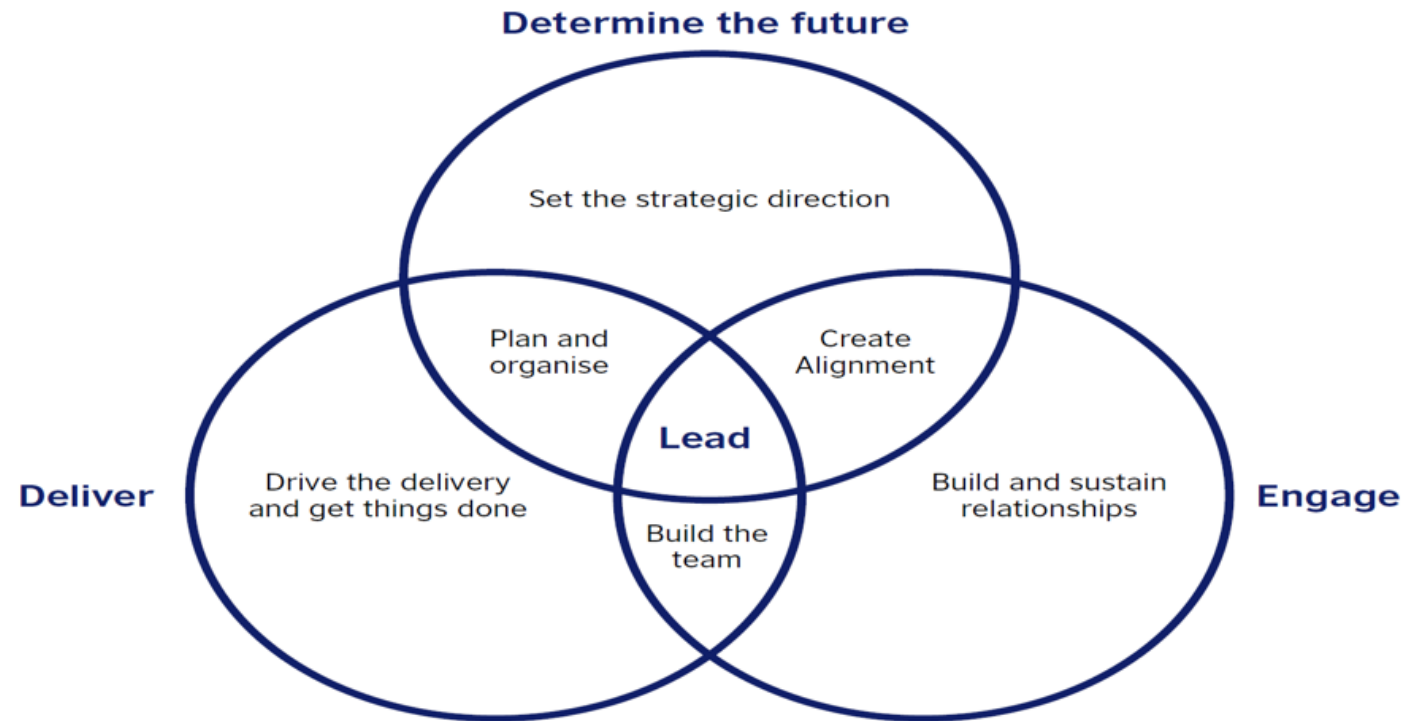 Determine the future
Set the strategic direction
Plan and
organise
Create
Alignment
Lead
Deliver
Drive the delivery
and get things done
Build and sustain
relationships
Engage
Build the
team